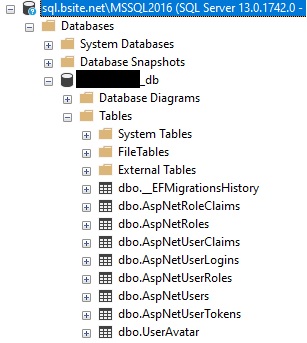 sql.bsite.net\MSSQL2016 (SQL Server 13.0.1742.0 -
Databases
System Databases
Database Snapshots
_db
Database Diagrams
Tables
System Tables
FileTables
External Tables
dbo.__EFMigrationsHistory
dbo.AspNetRoleClaims
dbo.AspNetRoles
dbo.AspNetUserClaims
dbo.AspNetUserLogins
dbo.AspNetUserRoles
dbo.AspNetUsers
dbo.AspNetUserTokens
dbo.UserAvatar